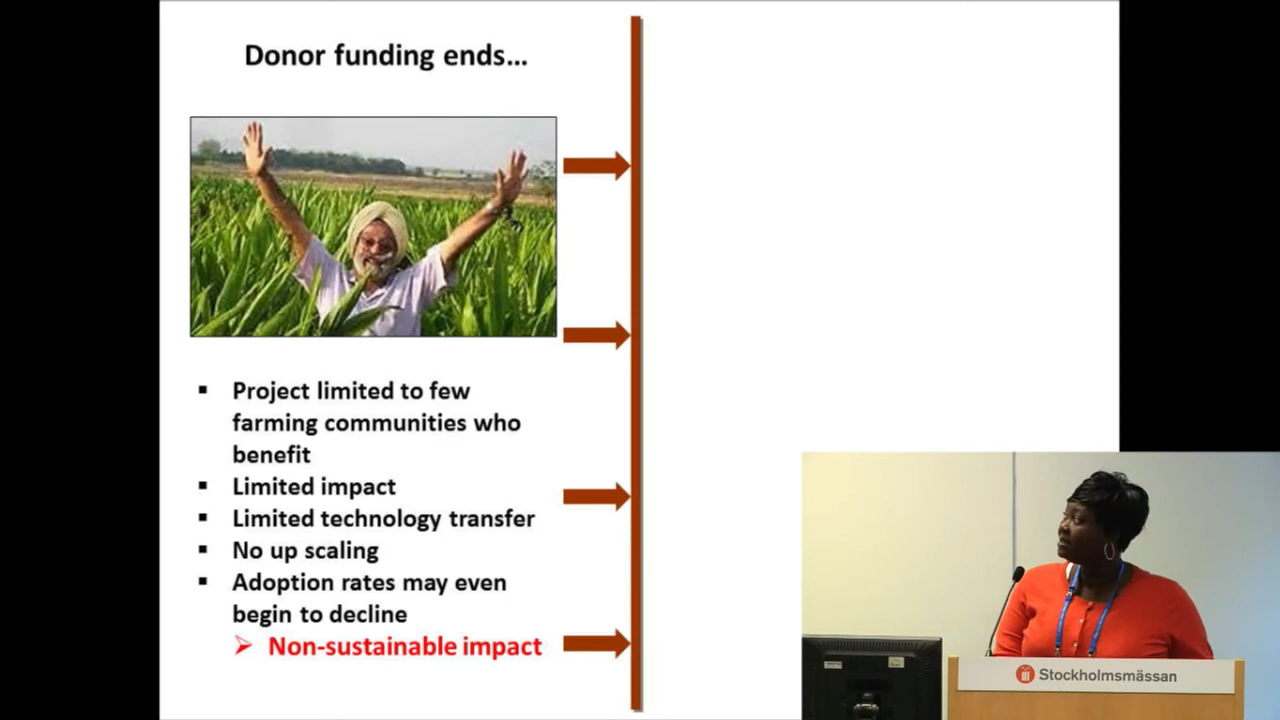 Donor funding ends…
▪ Project limited to few
farming communities who
benefit
▪ Limited impact
▪ Limited technology transfer
▪ No up scaling
▪ Adoption rates may even
begin to decline
➢ Non-sustainable impact
Stockholmsmässan